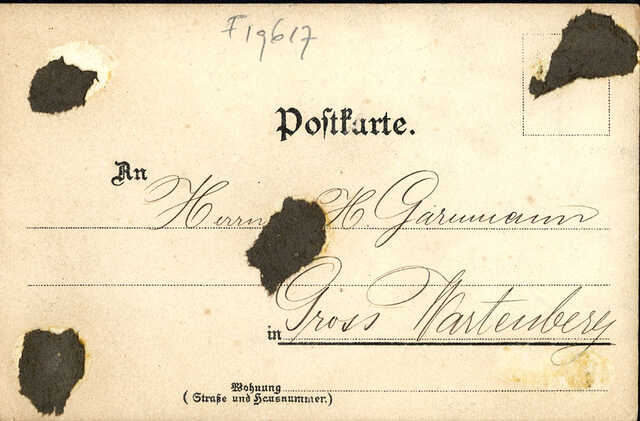 F19617
Postkarte.
An
Herrn H. Garnmann
in Gross Wartenberg
Wohnung
( Straße und Hausnummer.)